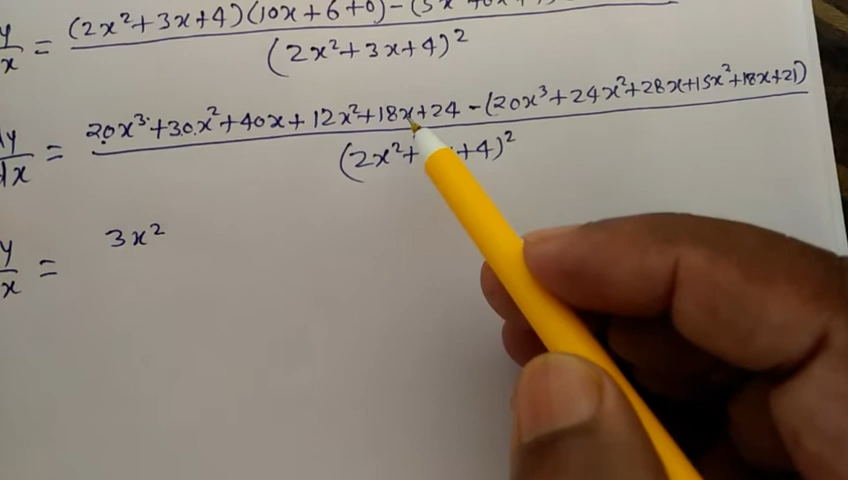 y/x = (2x²+3x+4)(10x+6+0)-(5x²
(2x²+3x+4)²
dy/dx = 20x³+30x²+40x+12x²+18x+24-(20x³+24x²+28x+15x²+18x+21)
(2x²+ +4)²
y/x = 3x²